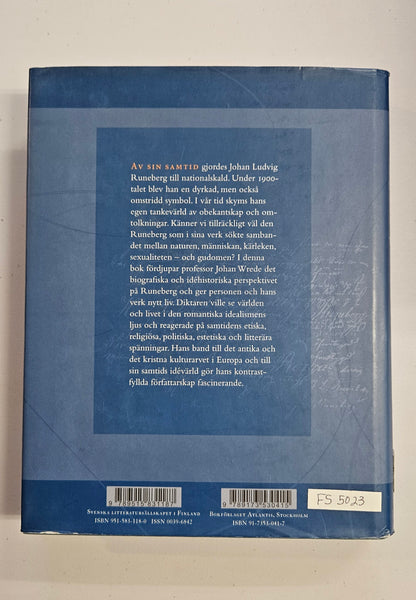 AV SIN SAMTID gjordes Johan Ludvig
Runeberg till nationalskald. Under 1900-
talet blev han en dyrkad, men också
omstridd symbol. I vår tid skyms hans
egen tankevärld av obekantskap och om-
tolkningar. Känner vi tillräckligt väl den
Runeberg som i sina verk sökte samban-
det mellan naturen, människan, kärleken,
sexualiteten – och gudomen? I denna
bok fördjupar professor Johan Wrede det
biografiska och idéhistoriska perspektivet
på Runeberg och ger personen och hans
verk nytt liv. Diktaren ville se världen
och livet i den romantiska idealismens
ljus och reagerade på samtidens etiska,
religiösa, politiska, estetiska och litterära
spänningar. Hans band till det antika och
det kristna kulturarvet i Europa och till
sin samtids idévärld gör hans kontrast-
fyllda författarskap fascinerande.
9 789515 831187
9 789173 530415
FS 5023
SVENSKA LITTERATURSÄLLSKAPET I FINLAND
ISBN 951-583-118-0 ISSN 0039-6842
BOKFÖRLAGET ATLANTIS, STOCKHOLM
ISBN 91-7353-041-7